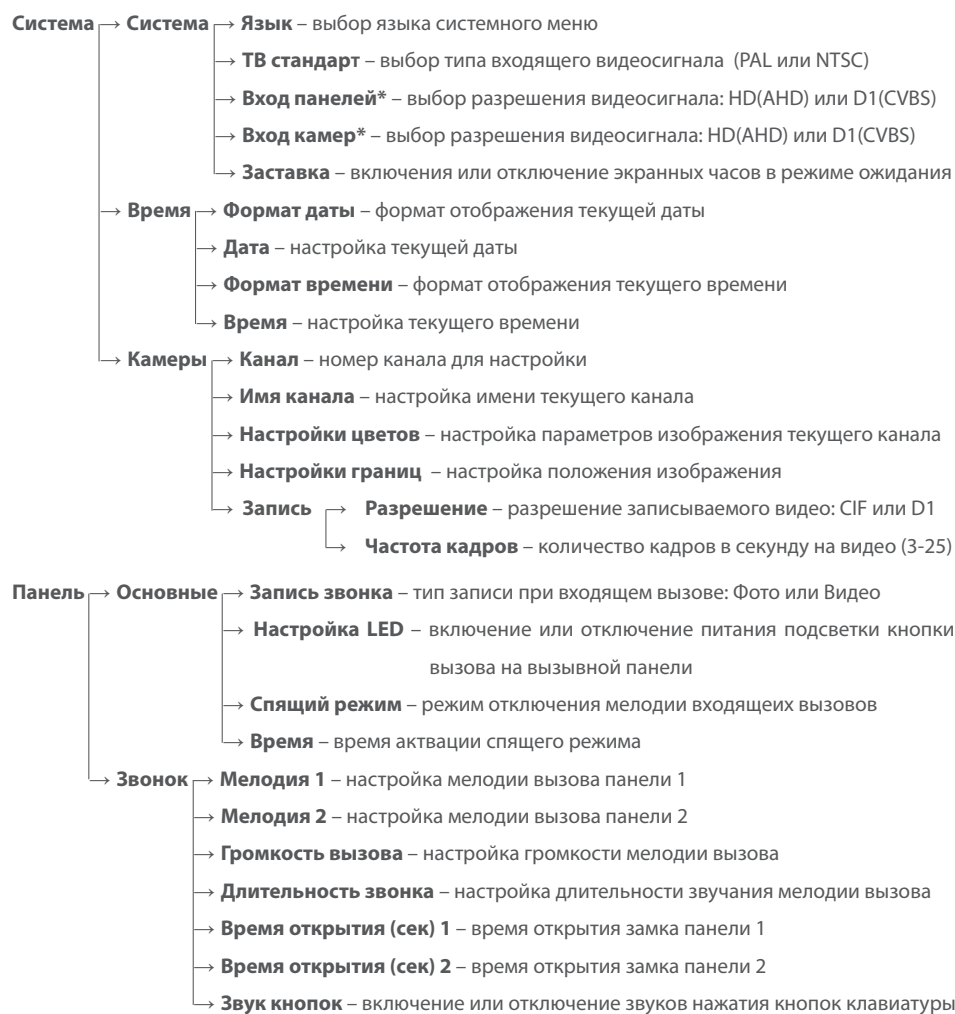 Система → Система → Язык – выбор языка системного меню
→ ТВ стандарт – выбор типа входящего видеосигнала (PAL или NTSC)
→ Вход панелей* – выбор разрешения видеосигнала: HD(AHD) или D1(CVBS)
→ Вход камер* – выбор разрешения видеосигнала: HD(AHD) или D1(CVBS)
→ Заставка – включения или отключение экранных часов в режиме ожидания
→ Время → Формат даты – формат отображения текущей даты
→ Дата – настройка текущей даты
→ Формат времени – формат отображения текущего времени
→ Время – настройка текущего времени
→ Камеры → Канал – номер канала для настройки
→ Имя канала – настройка имени текущего канала
→ Настройки цветов – настройка параметров изображения текущего канала
→ Настройки границ – настройка положения изображения
→ Запись → Разрешение – разрешение записываемого видео: CIF или D1
→ Частота кадров – количество кадров в секунду на видео (3-25)
Панель → Основные → Запись звонка – тип записи при входящем вызове: Фото или Видео
→ Настройка LED – включение или отключение питания подсветки кнопки
вызова на вызывной панели
→ Спящий режим – режим отключения мелодии входящеих вызовов
→ Время – время актвации спящего режима
→ Звонок → Мелодия 1 – настройка мелодии вызова панели 1
→ Мелодия 2 – настройка мелодии вызова панели 2
→ Громкость вызова – настройка громкости мелодии вызова
→ Длительность звонка – настройка длительности звучания мелодии вызова
→ Время открытия (сек) 1 – время открытия замка панели 1
→ Время открытия (сек) 2 – время открытия замка панели 2
→ Звук кнопок – включение или отключение звуков нажатия кнопок клавиатуры